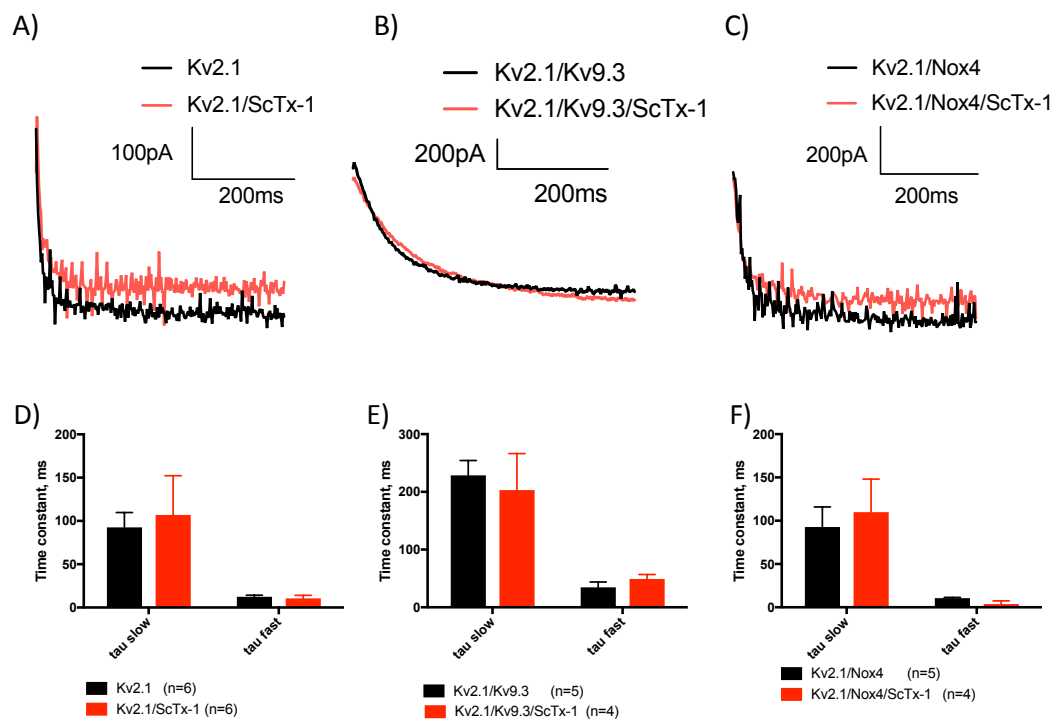 A)
Kv2.1
Kv2.1/ScTx-1
100pA
200ms
B)
Kv2.1/Kv9.3
Kv2.1/Kv9.3/ScTx-1
200pA
200ms
C)
Kv2.1/Nox4
Kv2.1/Nox4/ScTx-1
200pA
200ms
D)
Time constant, ms
200
150
100
50
0
tau slow
tau fast
Kv2.1 (n=6)
Kv2.1/ScTx-1 (n=6)
E)
Time constant, ms
300
200
100
0
tau slow
tau fast
Kv2.1/Kv9.3 (n=5)
Kv2.1/Kv9.3/ScTx-1 (n=4)
F)
Time constant, ms
200
150
100
50
0
tau slow
tau fast
Kv2.1/Nox4 (n=5)
Kv2.1/Nox4/ScTx-1 (n=4)